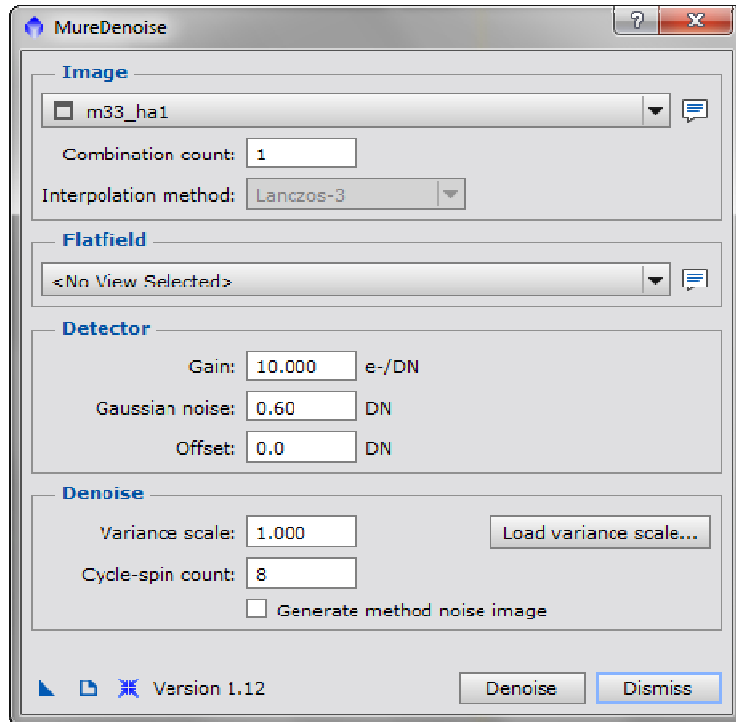 MureDenoise
?
Image
m33_ha1
Combination count: 1
Interpolation method: Lanczos-3
Flatfield
<No View Selected>
Detector
Gain: 10.000 e-/DN
Gaussian noise: 0.60 DN
Offset: 0.0 DN
Denoise
Variance scale: 1.000 Load variance scale...
Cycle-spin count: 8
Generate method noise image
Version 1.12 Denoise Dismiss